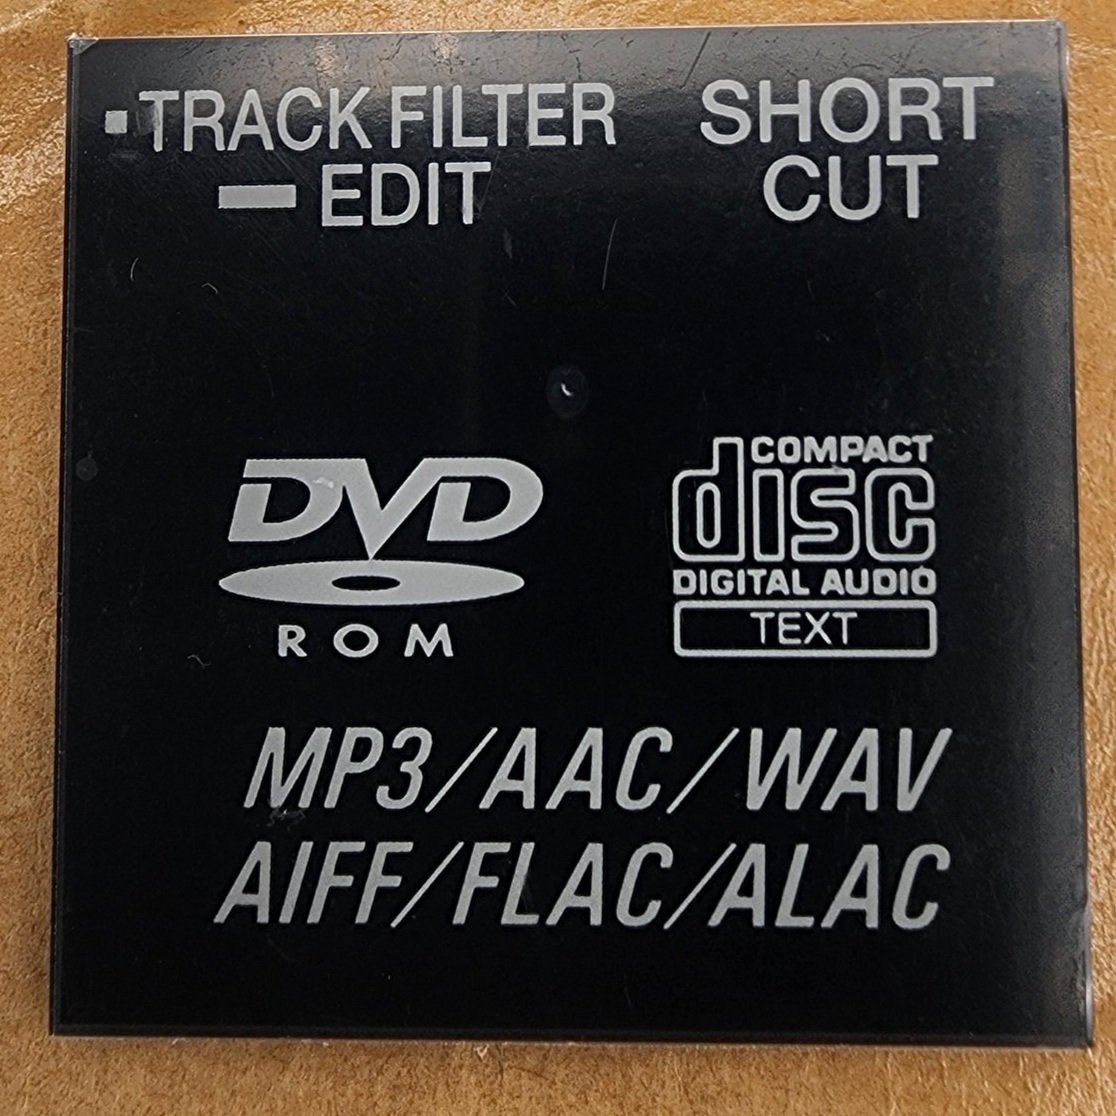 TRACK FILTER
EDIT
SHORT
CUT
DVD
ROM
COMPACT
disc
DIGITAL AUDIO
TEXT
MP3/AAC/WAV
AIFF/FLAC/ALAC